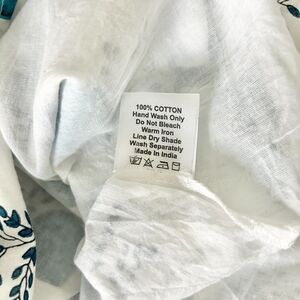 100% COTTON
Hand Wash Only
Do Not Bleach
Warm Iron
Line Dry Shade
Wash Separately
Made In India